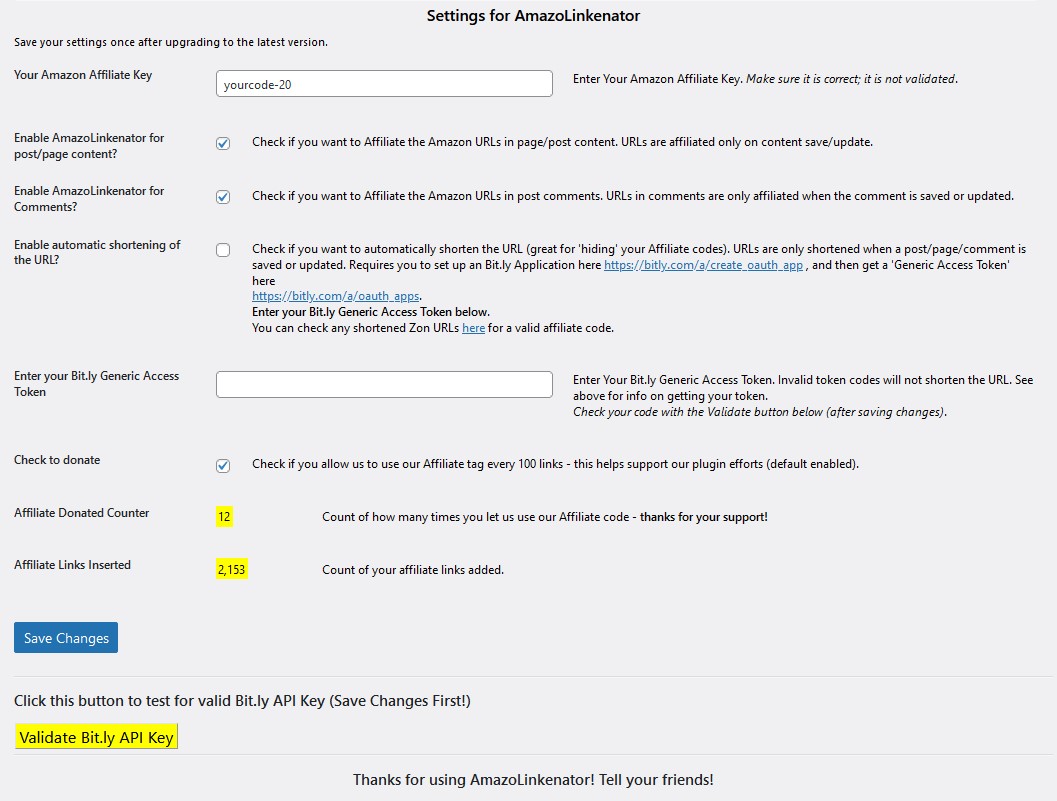 Settings for AmazoLinkenator
Save your settings once after upgrading to the latest version.
Your Amazon Affiliate Key
yourcode-20
Enter Your Amazon Affiliate Key. Make sure it is correct; it is not validated.
Enable AmazoLinkenator for
post/page content?
Check if you want to Affiliate the Amazon URLs in page/post content. URLs are affiliated only on content save/update.
Enable AmazoLinkenator for
Comments?
Check if you want to Affiliate the Amazon URLs in post comments. URLs in comments are only affiliated when the comment is saved or updated.
Enable automatic shortening of
the URL?
Check if you want to automatically shorten the URL (great for 'hiding' your Affiliate codes). URLs are only shortened when a post/page/comment is
saved or updated. Requires you to set up an Bit.ly Application here https://bitly.com/a/create_oauth_app , and then get a 'Generic Access Token'
here
https://bitly.com/a/oauth_apps.
Enter your Bit.ly Generic Access Token below.
You can check any shortened Zon URLs here for a valid affiliate code.
Enter your Bit.ly Generic Access
Token
Enter Your Bit.ly Generic Access Token. Invalid token codes will not shorten the URL. See
above for info on getting your token.
Check your code with the Validate button below (after saving changes).
Check to donate
Check if you allow us to use our Affiliate tag every 100 links - this helps support our plugin efforts (default enabled).
Affiliate Donated Counter
12
Count of how many times you let us use our Affiliate code - thanks for your support!
Affiliate Links Inserted
2,153
Count of your affiliate links added.
Save Changes
Click this button to test for valid Bit.ly API Key (Save Changes First!)
Validate Bit.ly API Key
Thanks for using AmazoLinkenator! Tell your friends!